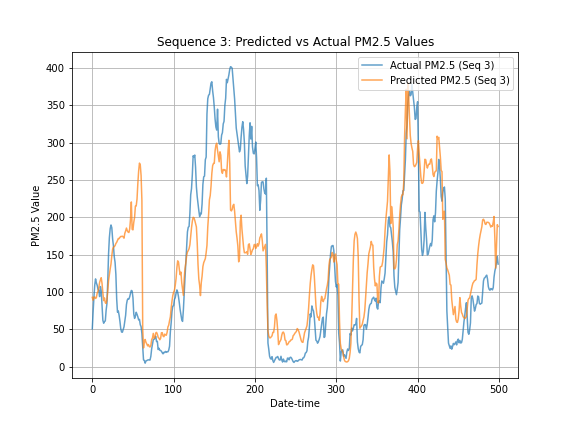 Sequence 3: Predicted vs Actual PM2.5 Values
Actual PM2.5 (Seq 3)
Predicted PM2.5 (Seq 3)
400
350
300
250
200
150
100
50
0
PM2.5 Value
0 100 200 300 400 500
Date-time